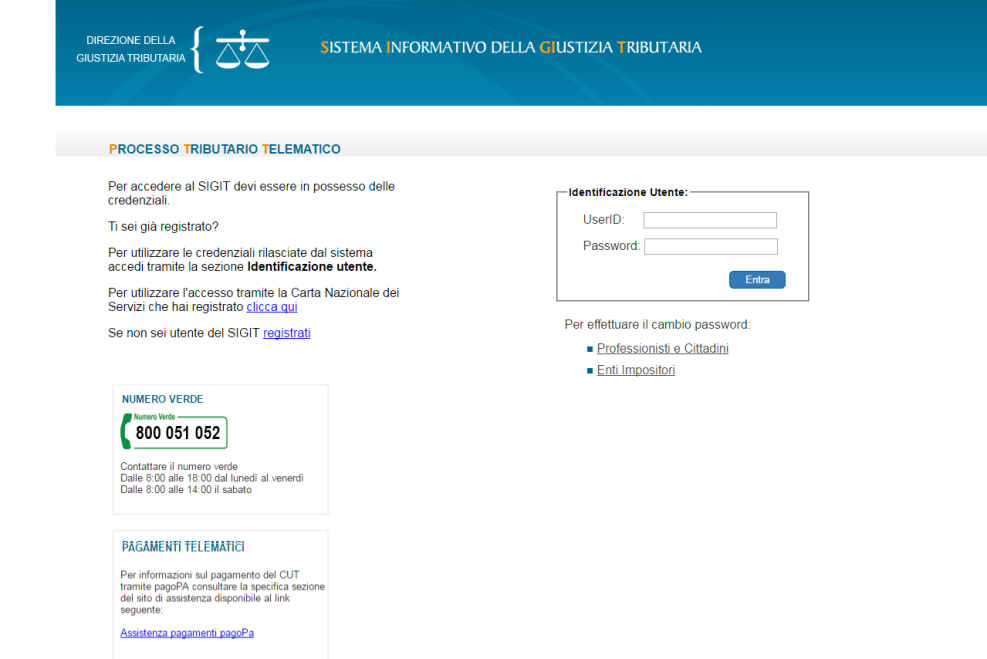 DIREZIONE DELLA
GIUSTIZIA TRIBUTARIA
SISTEMA INFORMATIVO DELLA GIUSTIZIA TRIBUTARIA
PROCESSO TRIBUTARIO TELEMATICO
Per accedere al SIGIT devi essere in possesso delle
credenziali.
Ti sei già registrato?
Per utilizzare le credenziali rilasciate dal sistema
accedi tramite la sezione Identificazione utente.
Per utilizzare l'accesso tramite la Carta Nazionale dei
Servizi che hai registrato clicca qui
Se non sei utente del SIGIT registrati
Identificazione Utente:
UserID:
Password:
Entra
Per effettuare il cambio password:
Professionisti e Cittadini
Enti Impositori
NUMERO VERDE
Numero Verde
800 051 052
Contattare il numero verde
Dalle 8:00 alle 18:00 dal lunedì al venerdì
Dalle 8:00 alle 14:00 il sabato
PAGAMENTI TELEMATICI
Per informazioni sul pagamento del CUT
tramite pagoPA consultare la specifica sezione
del sito di assistenza disponibile al link
seguente:
Assistenza pagamenti pagoPa